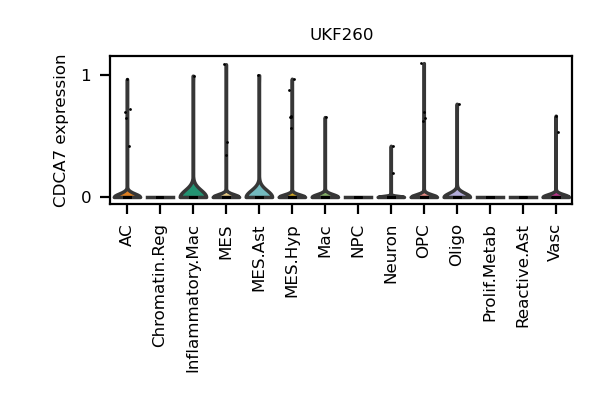 UKF260
CDCA7 expression
1
0
AC
Chromatin.Reg
Inflammatory.Mac
MES
MES.Ast
MES.Hyp
Mac
NPC
Neuron
OPC
Oligo
Prolif.Metab
Reactive.Ast
Vasc